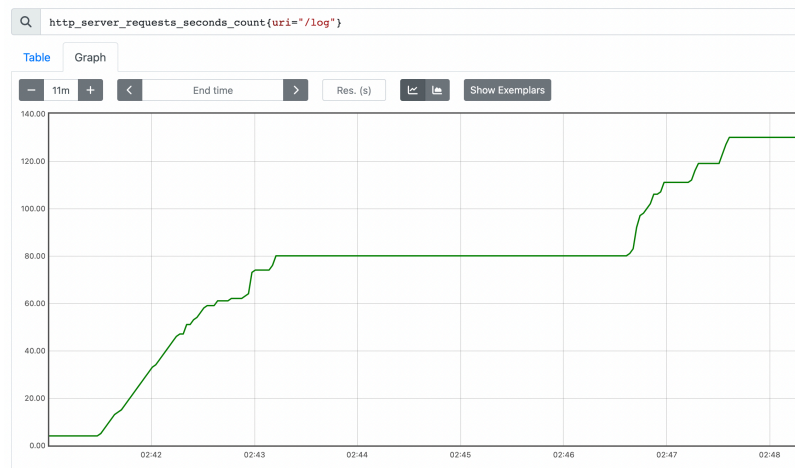 http_server_requests_seconds_count{uri="/log"}
Table Graph
− 11m + < End time > Res. (s) Show Exemplars
140.00
120.00
100.00
80.00
60.00
40.00
20.00
0.00
02:42 02:43 02:44 02:45 02:46 02:47 02:48